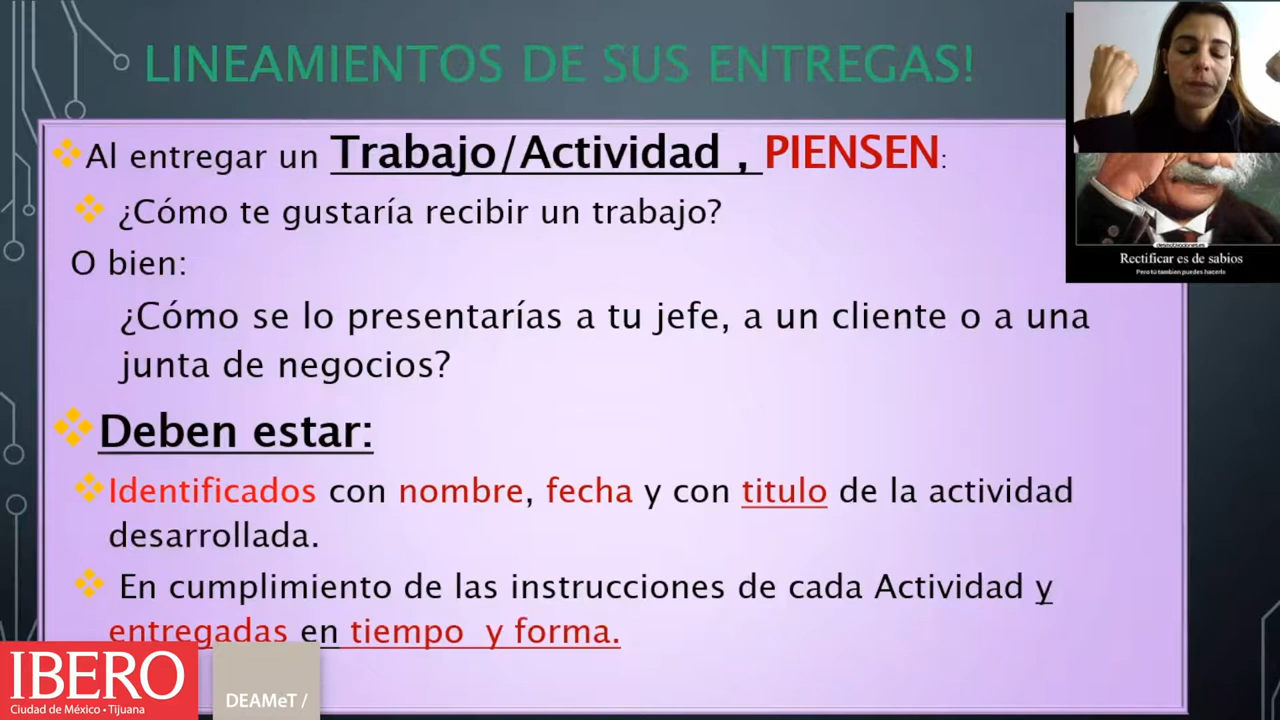 LINEAMIENTOS DE SUS ENTREGAS!
Al entregar un Trabajo/Actividad , PIENSEN:
¿Cómo te gustaría recibir un trabajo?
O bien:
¿Cómo se lo presentarías a tu jefe, a un cliente o a una
junta de negocios?
Deben estar:
Identificados con nombre, fecha y con titulo de la actividad
desarrollada.
En cumplimiento de las instrucciones de cada Actividad y
entregadas en tiempo y forma.
desmotivaciones.es
Rectificar es de sabios
Pero tú tambien puedes hacerlo
IBERO
Ciudad de México • Tijuana
DEAMeT /